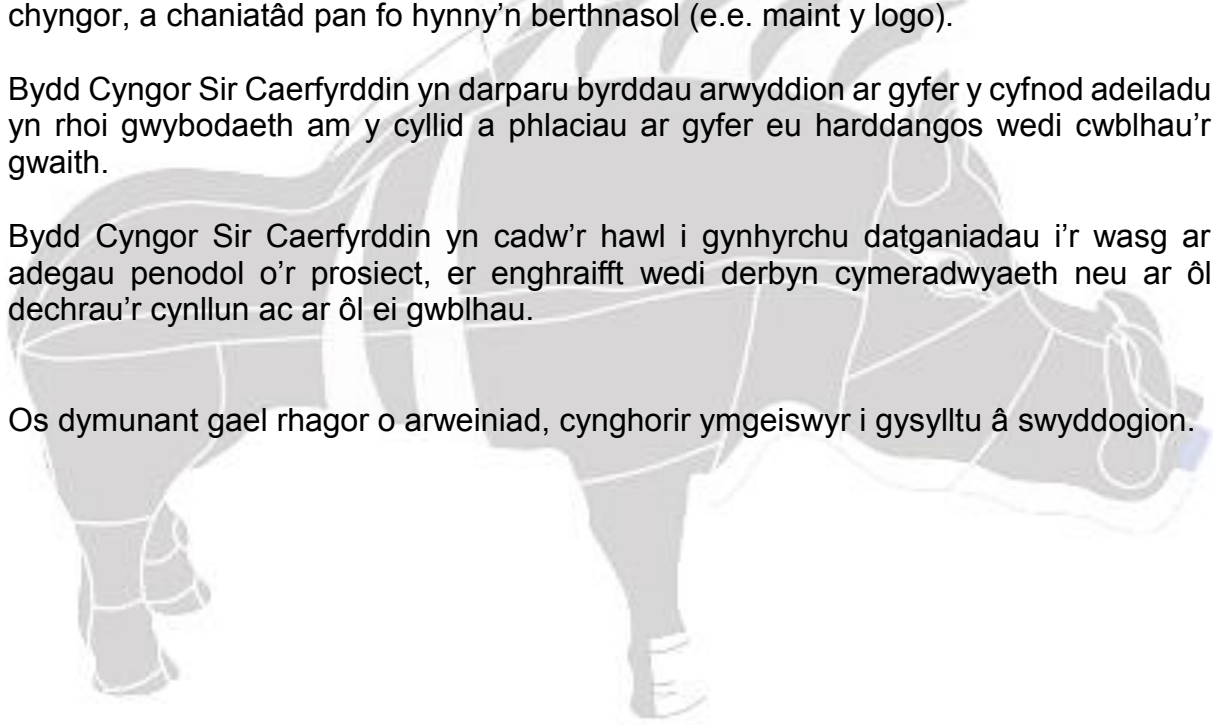 chyngor, a chaniatâd pan fo hynny’n berthnasol (e.e. maint y logo).
Bydd Cyngor Sir Caerfyrddin yn darparu byrddau arwyddion ar gyfer y cyfnod adeiladu
yn rhoi gwybodaeth am y cyllid a phlaciau ar gyfer eu harddangos wedi cwblhau'r
gwaith.
Bydd Cyngor Sir Caerfyrddin yn cadw’r hawl i gynhyrchu datganiadau i’r wasg ar
adegau penodol o’r prosiect, er enghraifft wedi derbyn cymeradwyaeth neu ar ôl
dechrau’r cynllun ac ar ôl ei gwblhau.
Os dymunant gael rhagor o arweiniad, cynghorir ymgeiswyr i gysylltu â swyddogion.